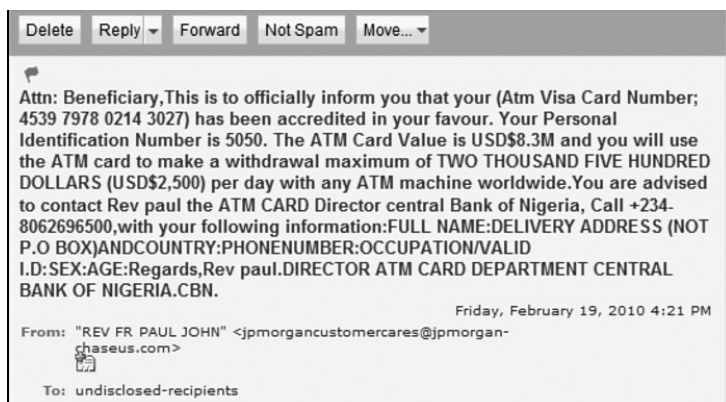 Delete Reply Forward Not Spam Move...
Attn: Beneficiary,This is to officially inform you that your (Atm Visa Card Number;
4539 7978 0214 3027) has been accredited in your favour. Your Personal
Identification Number is 5050. The ATM Card Value is USD$8.3M and you will use
the ATM card to make a withdrawal maximum of TWO THOUSAND FIVE HUNDRED
DOLLARS (USD$2,500) per day with any ATM machine worldwide.You are advised
to contact Rev paul the ATM CARD Director central Bank of Nigeria, Call +234-
8062696500,with your following information:FULL NAME:DELIVERY ADDRESS (NOT
P.O BOX)ANDCOUNTRY:PHONENUMBER:OCCUPATION/VALID
I.D:SEX:AGE:Regards,Rev paul.DIRECTOR ATM CARD DEPARTMENT CENTRAL
BANK OF NIGERIA.CBN.
Friday, February 19, 2010 4:21 PM
From: "REV FR PAUL JOHN" <jpmorgancustomercares@jpmorgan-
chaseus.com>
To: undisclosed-recipients